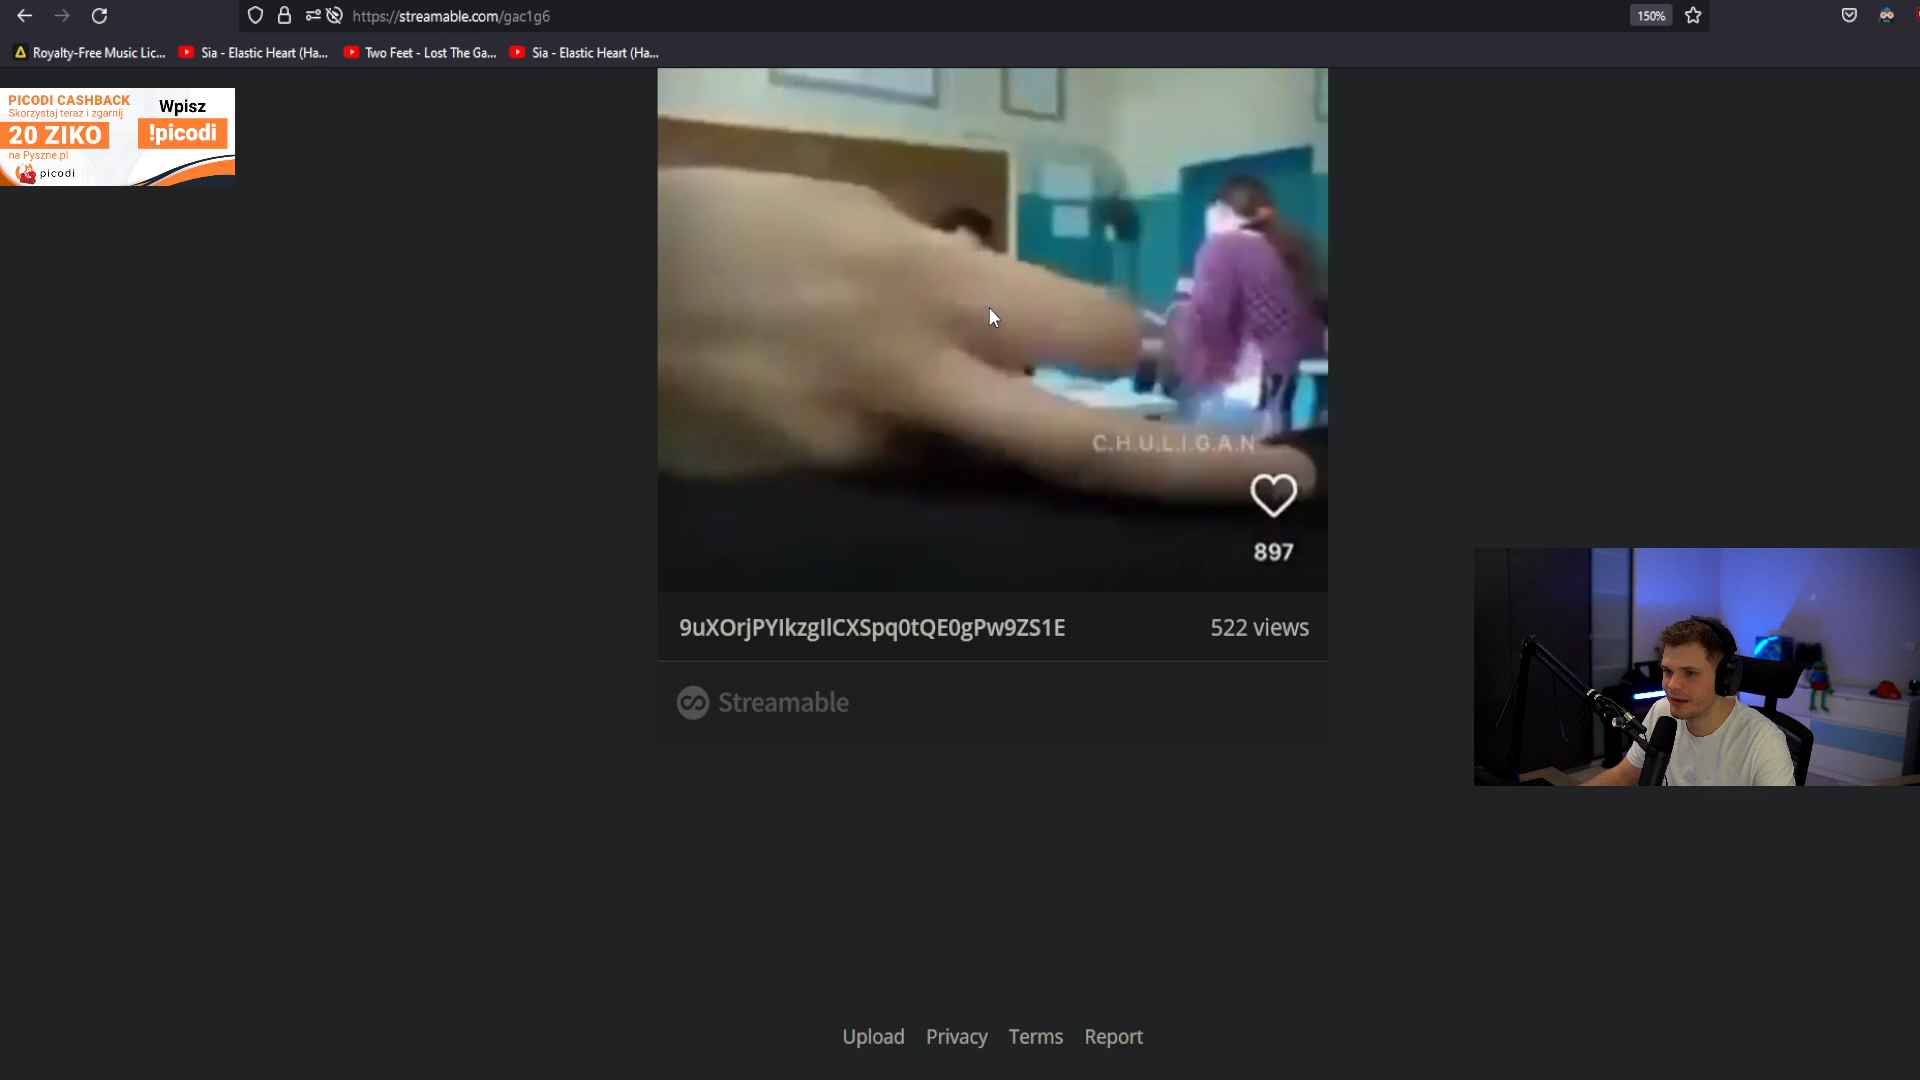 https://streamable.com/gac1g6
150%
Royalty-Free Music Lic...
Sia - Elastic Heart (Ha...
Two Feet - Lost The Ga...
Sia - Elastic Heart (Ha...
PICODI CASHBACK
Skorzystaj teraz i zgarnij
20 ZIKO
na Pyszne.pl
picodi
Wpisz
!picodi
C.H.U.L.I.G.A.N
897
9uXOrjPYIkzgIlCXSpq0tQE0gPw9ZS1E
522 views
Streamable
Upload Privacy Terms Report